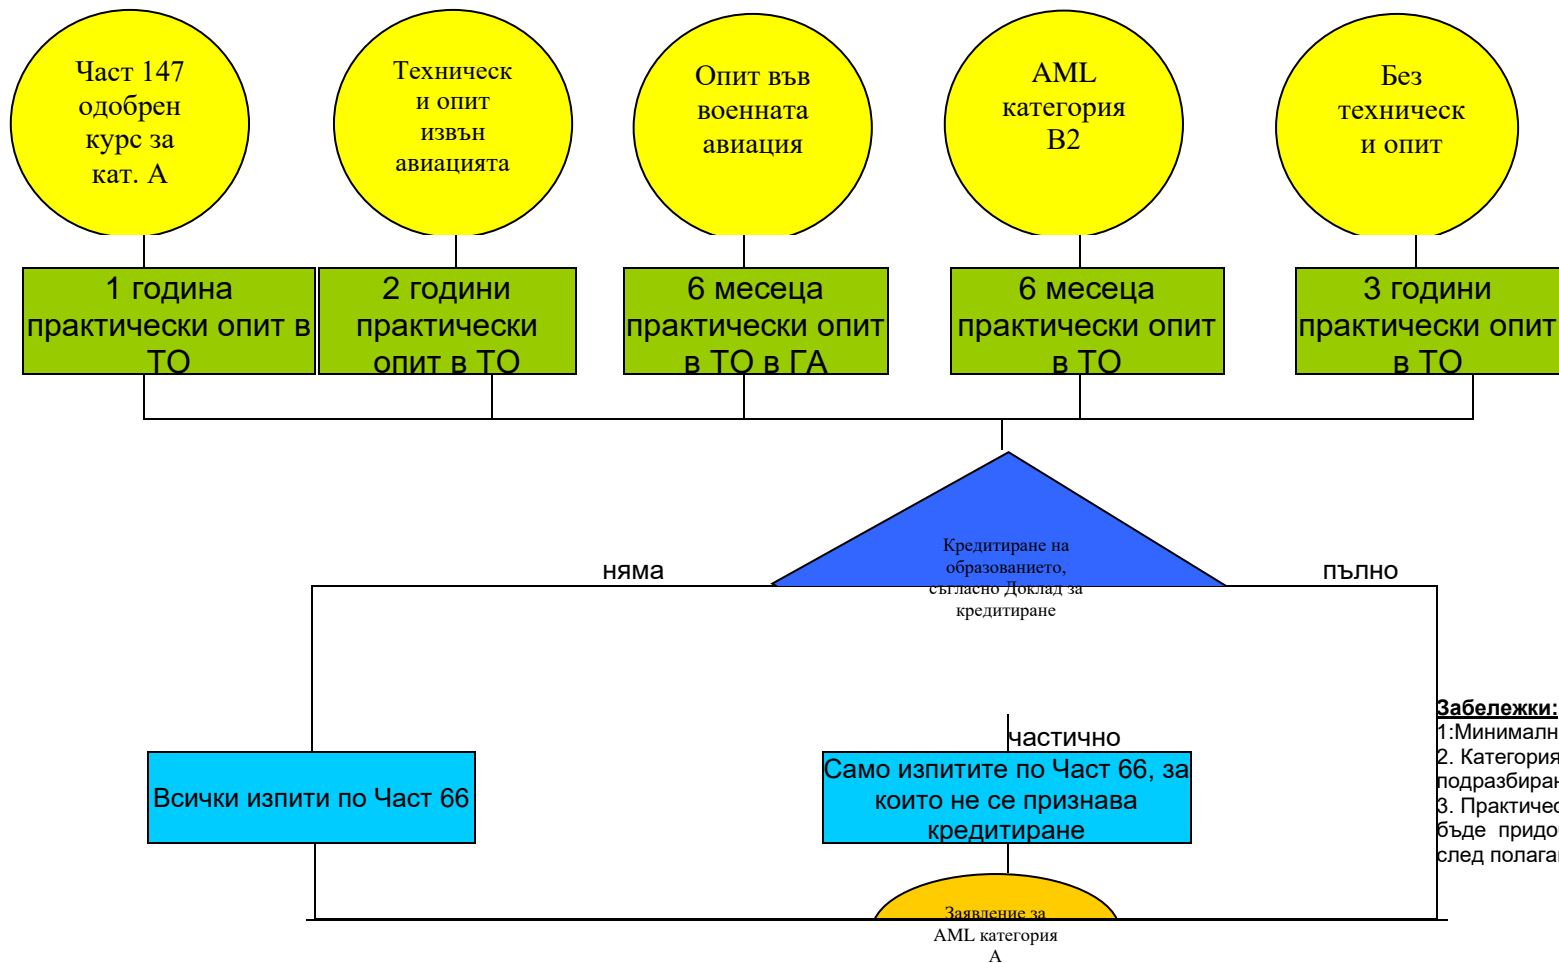 Част 147
одобрен
курс за
кат. А
Техническ
и опит
извън
авиацията
Опит във
военната
авиация
AML
категория
B2
Без
техническ
и опит
1 година
практически опит в
ТО
2 години
практически
опит в ТО
6 месеца
практически опит
в ТО в ГА
6 месеца
практически опит
в ТО
3 години
практически опит
в ТО
Кредитиране на
образованието,
съгласно Доклад за
кредитиране
няма
пълно
частично
Всички изпити по Част 66
Само изпитите по Част 66, за
които не се признава
кредитиране
Забележки:
2. Категория
бъде
след
Заявление за
AML категория
А